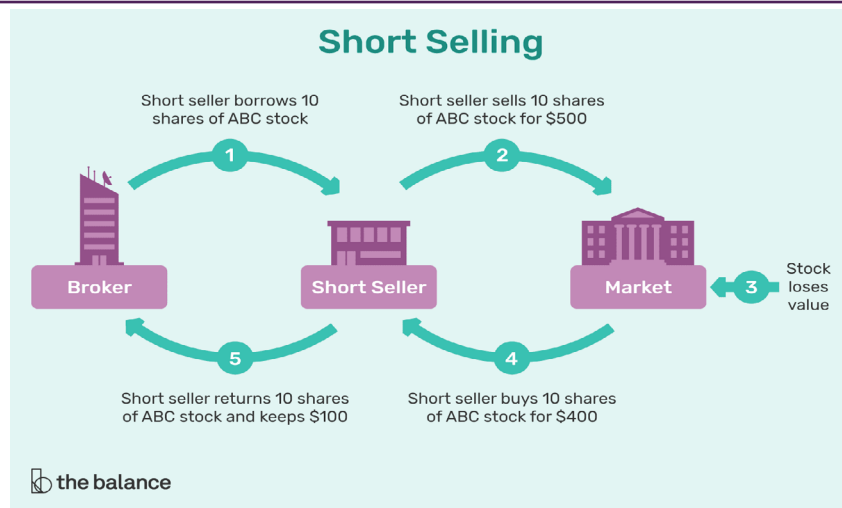 Short Selling
Short seller borrows 10
shares of ABC stock
Short seller sells 10 shares
of ABC stock for $500
1
2
Broker
Short Seller
Market
3
Stock
loses
value
5
4
Short seller returns 10 shares
of ABC stock and keeps $100
Short seller buys 10 shares
of ABC stock for $400
b the balance